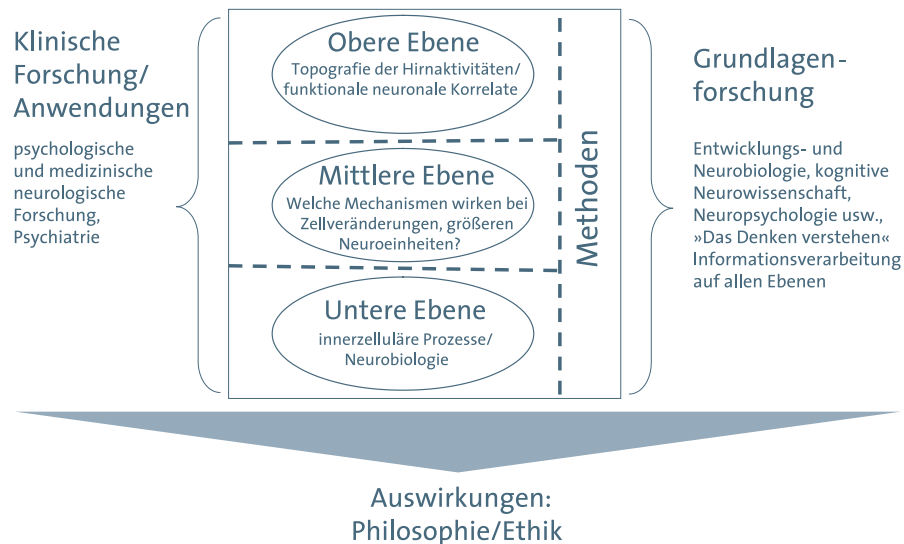 Klinische
Forschung/
Anwendungen
psychologische
und medizinische
neurologische
Forschung,
Psychiatrie
Obere Ebene
Topografie der Hirnaktivitäten/
funktionale neuronale Korrelate
Mittlere Ebene
Welche Mechanismen wirken bei
Zellveränderungen, größeren
Neuroeinheiten?
Untere Ebene
innerzelluläre Prozesse/
Neurobiologie
Methoden
Grundlagen-
forschung
Entwicklungs- und
Neurobiologie, kognitive
Neurowissenschaft,
Neuropsychologie usw.,
»Das Denken verstehen«
Informationsverarbeitung
auf allen Ebenen
Auswirkungen:
Philosophie/Ethik